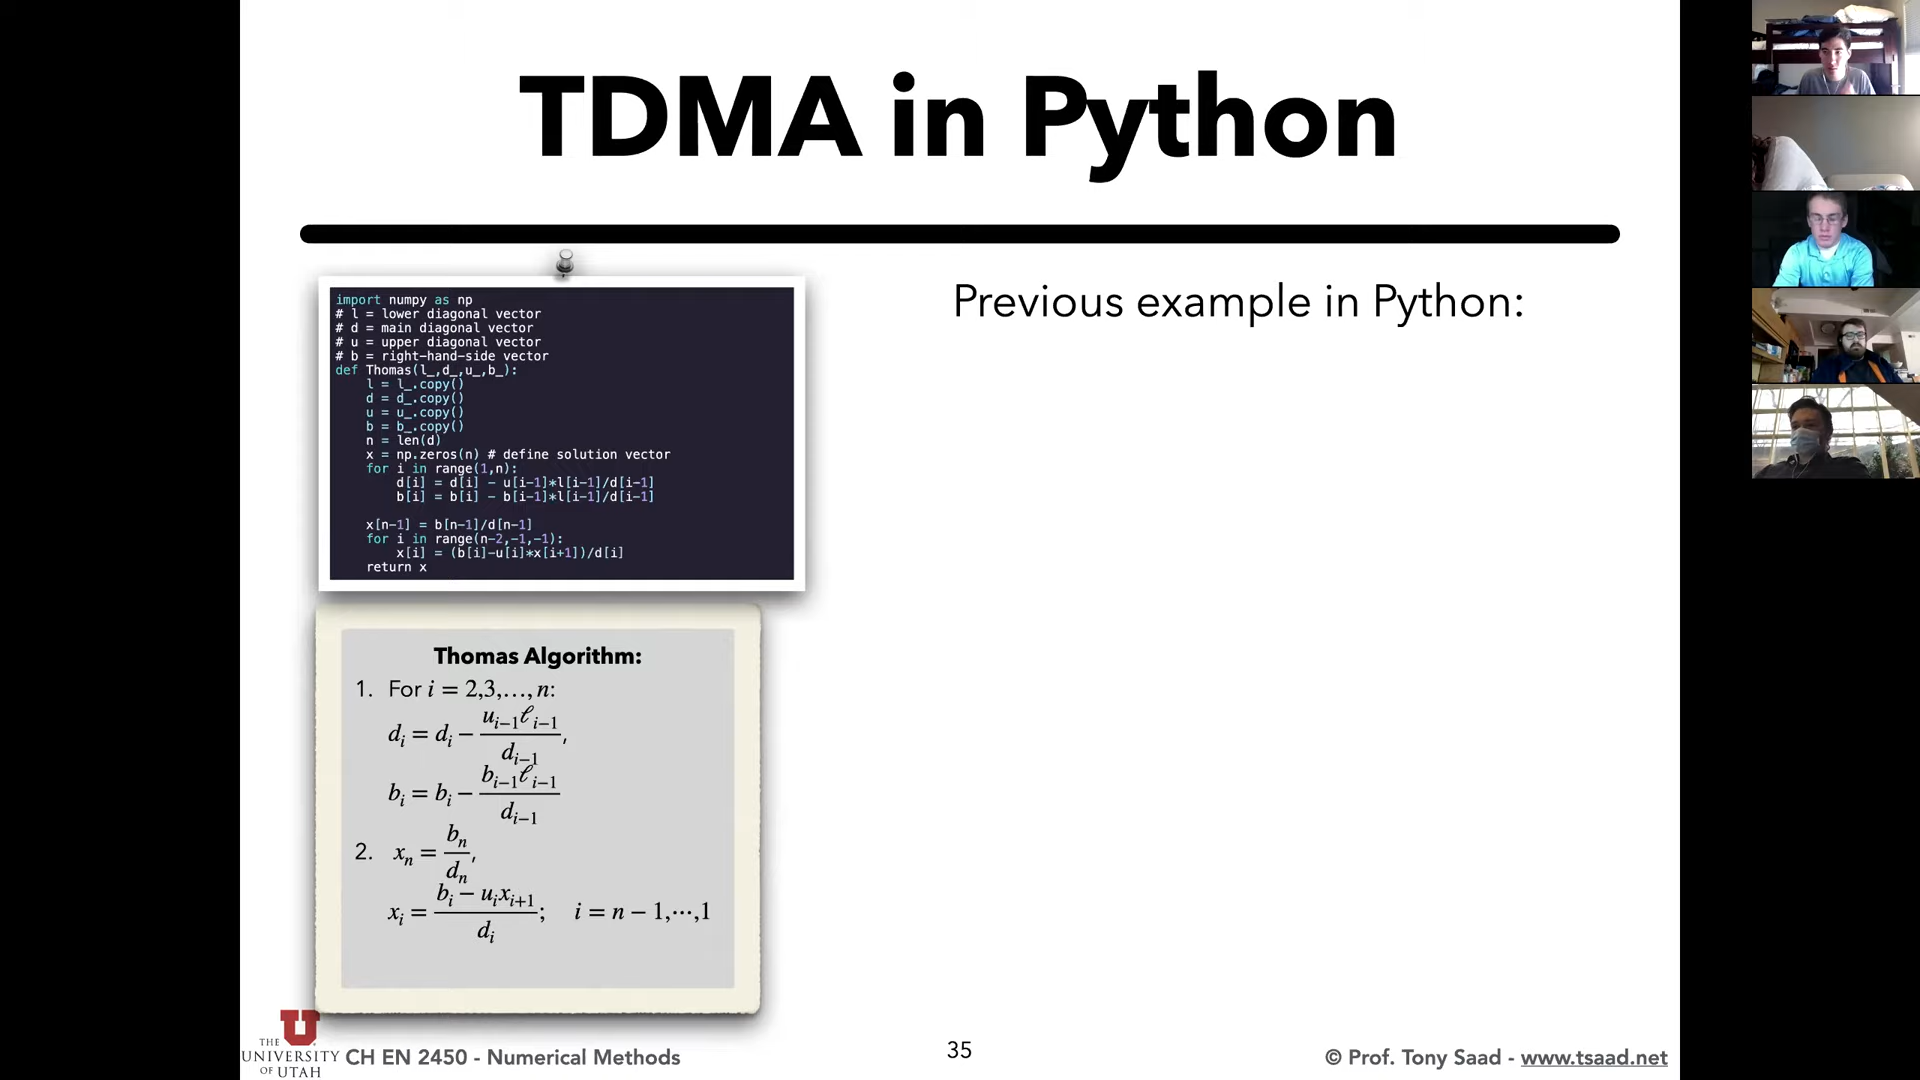 TDMA in Python
import numpy as np
# l = lower diagonal vector
# d = main diagonal vector
# u = upper diagonal vector
# b = right-hand-side vector
def Thomas(l_,d_,u_,b_):
    l = l_.copy()
    d = d_.copy()
    u = u_.copy()
    b = b_.copy()
    n = len(d)
    x = np.zeros(n) # define solution vector
    for i in range(1,n):
        d[i] = d[i] - u[i-1]*l[i-1]/d[i-1]
        b[i] = b[i] - b[i-1]*l[i-1]/d[i-1]
    x[n-1] = b[n-1]/d[n-1]
    for i in range(n-2,-1,-1):
        x[i] = (b[i]-u[i]*x[i+1])/d[i]
    return x
Previous example in Python:
Thomas Algorithm:
1. For i = 2,3,…,n:
d_i = d_i − \frac{u_{i−1}ℓ_{i−1}}{d_{i−1}},
b_i = b_i − \frac{b_{i−1}ℓ_{i−1}}{d_{i−1}}
2. x_n = \frac{b_n}{d_n},
x_i = \frac{b_i − u_i x_{i+1}}{d_i}; i = n − 1,⋯,1
U
THE
UNIVERSITY
OF UTAH
CH EN 2450 - Numerical Methods
35
© Prof. Tony Saad - www.tsaad.net